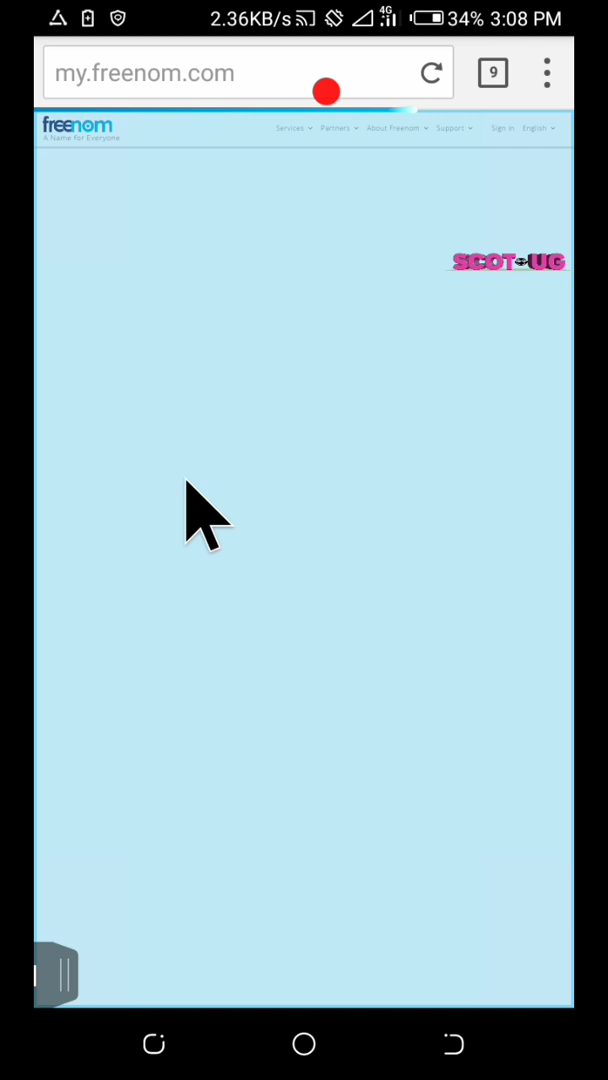 2.36KB/s 4G 34% 3:08 PM
my.freenom.com 9
freenom Services Partners About Freenom Support Sign in English
A Name for Everyone
SCOT-UG